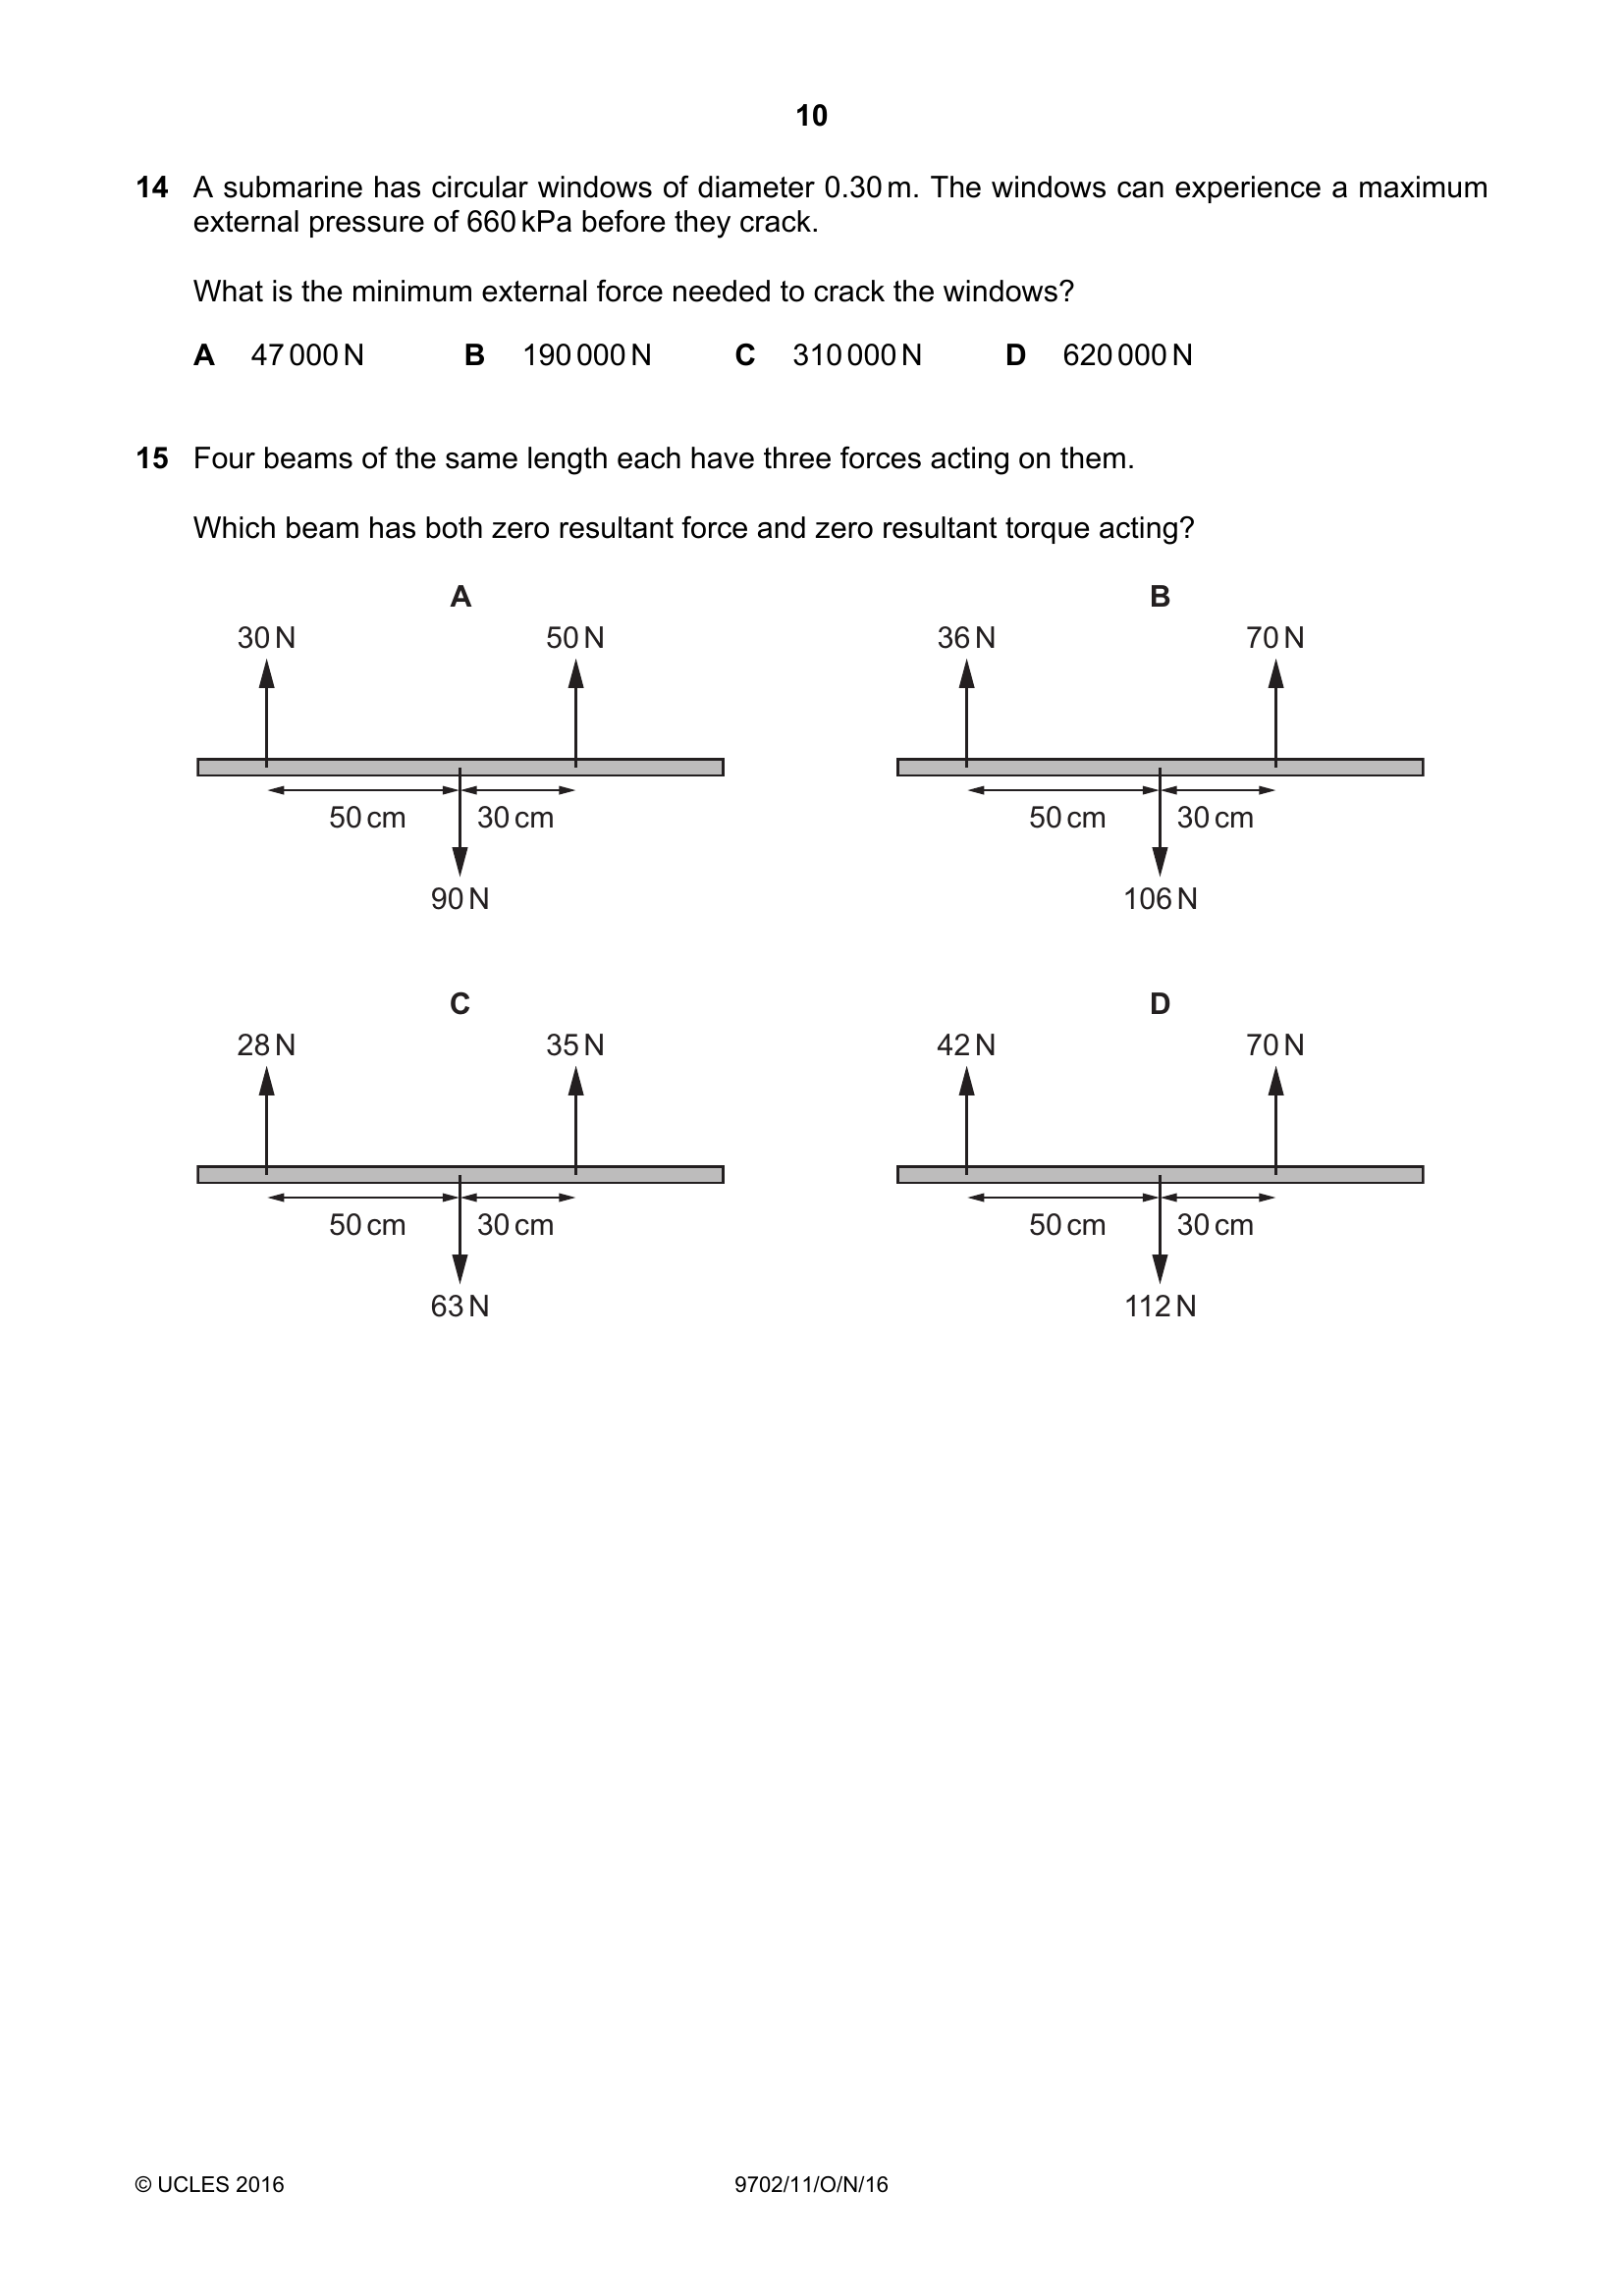 10
14 A submarine has circular windows of diameter 0.30 m. The windows can experience a maximum
external pressure of 660 kPa before they crack.
What is the minimum external force needed to crack the windows?
A 47 000 N B 190 000 N C 310 000 N D 620 000 N
15 Four beams of the same length each have three forces acting on them.
Which beam has both zero resultant force and zero resultant torque acting?
A
30 N 50 N
50 cm 30 cm
90 N
B
36 N 70 N
50 cm 30 cm
106 N
C
28 N 35 N
50 cm 30 cm
63 N
D
42 N 70 N
50 cm 30 cm
112 N
© UCLES 2016 9702/11/O/N/16